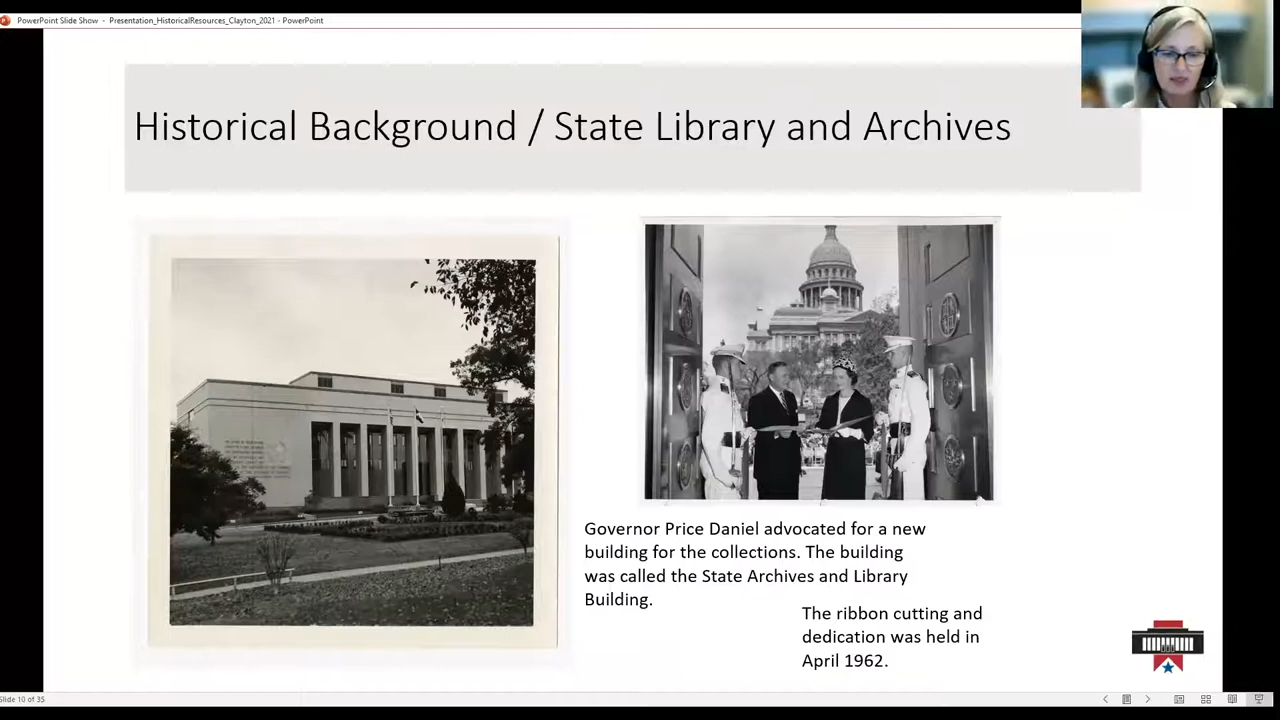 PowerPoint Slide Show - Presentation_HistoricalResources_Clayton_2021 - PowerPoint
Historical Background / State Library and Archives
Governor Price Daniel advocated for a new
building for the collections. The building
was called the State Archives and Library
Building.
The ribbon cutting and
dedication was held in
April 1962.
Slide 10 of 35